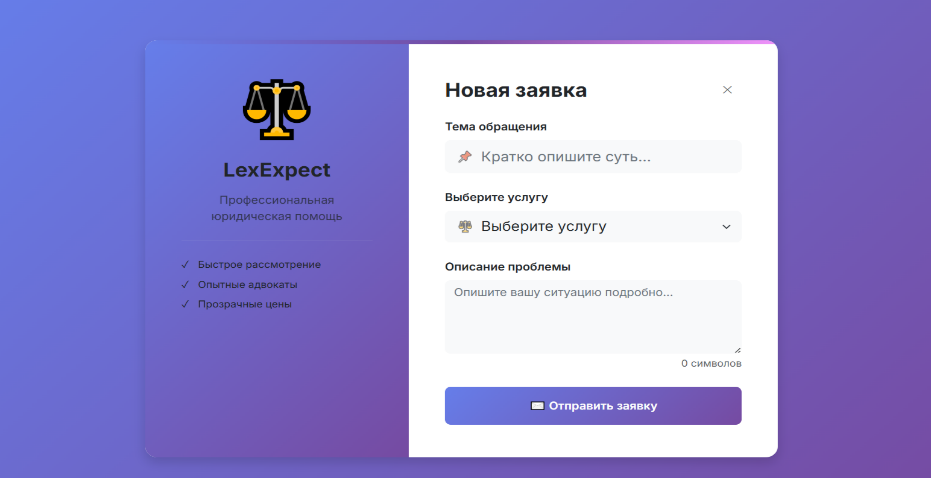 LexExpect
Профессиональная
юридическая помощь
✓ Быстрое рассмотрение
✓ Опытные адвокаты
✓ Прозрачные цены
Новая заявка
Тема обращения
Кратко опишите суть...
Выберите услугу
Выберите услугу
Описание проблемы
Опишите вашу ситуацию подробно...
0 символов
Отправить заявку